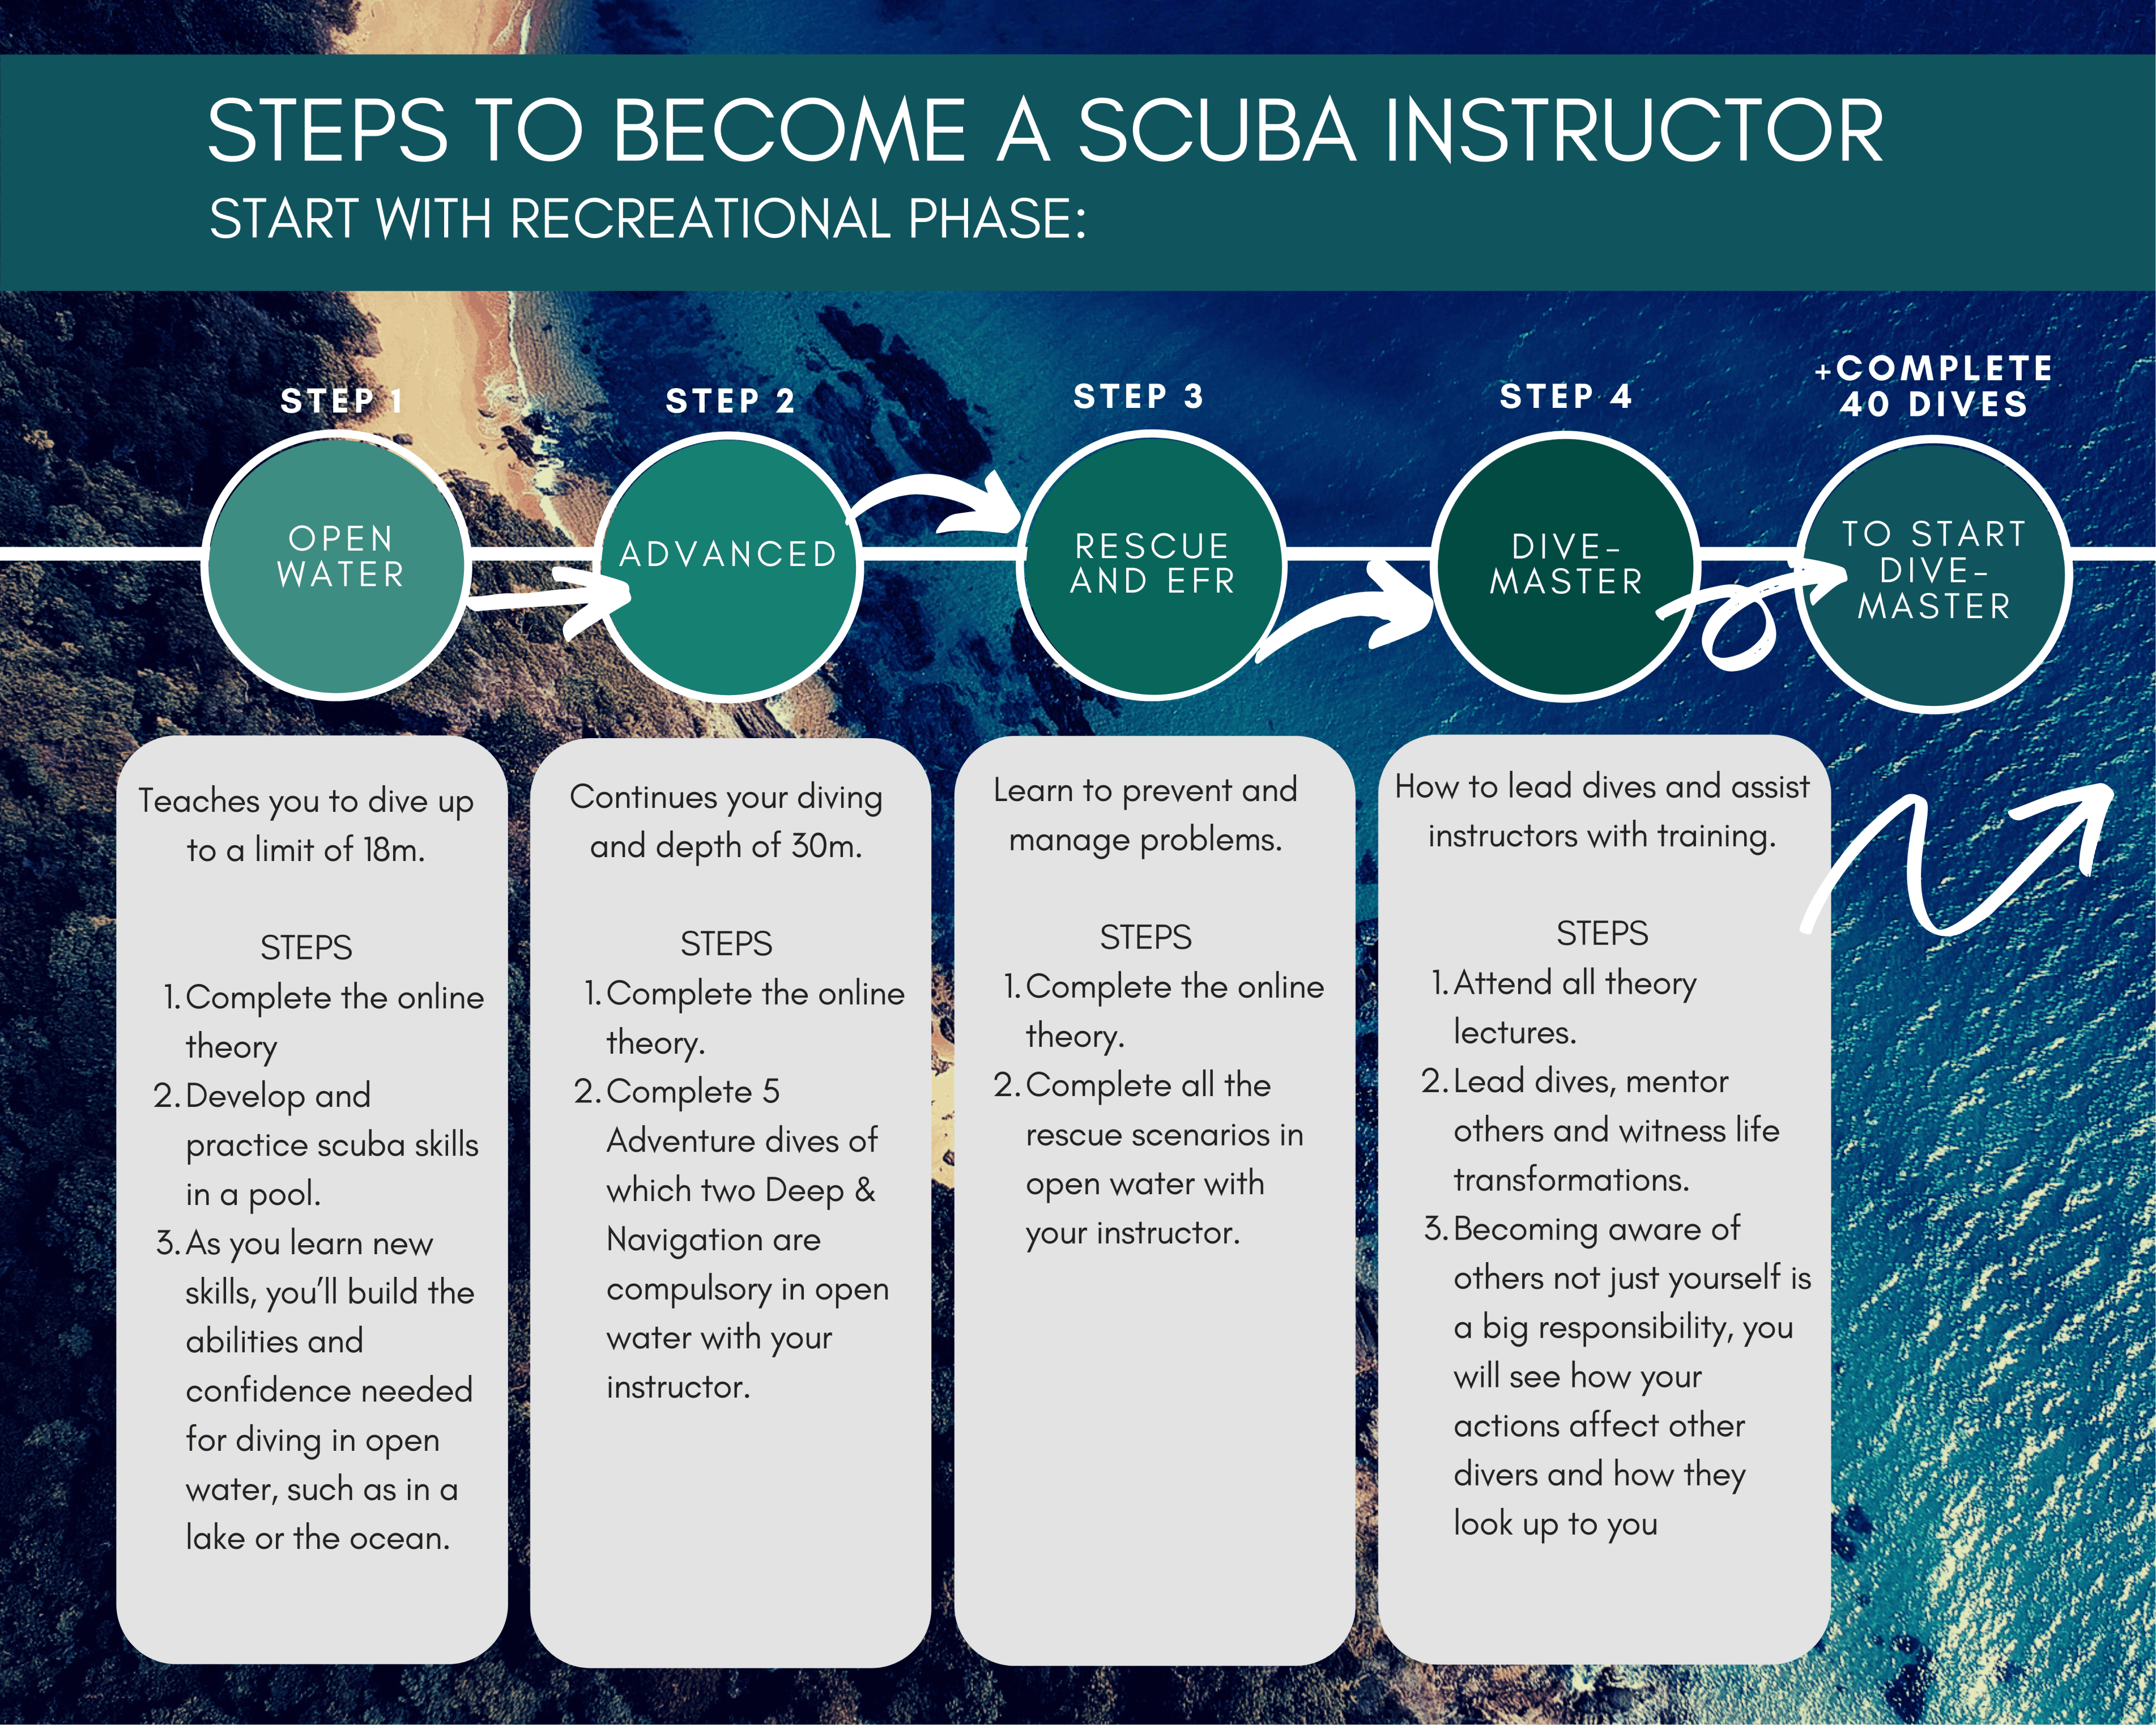 STEPS TO BECOME A SCUBA INSTRUCTOR
START WITH RECREATIONAL PHASE:
STEP 1
OPEN
WATER
STEP 2
ADVANCED
STEP 3
RESCUE
AND EFR
STEP 4
DIVE-
MASTER
+COMPLETE
40 DIVES
TO START
DIVE-
MASTER
Teaches you to dive up
to a limit of 18m.
STEPS
1. Complete the online
theory
2. Develop and
practice scuba skills
in a pool.
3. As you learn new
skills, you'll build the
abilities and
confidence needed
for diving in open
water, such as in a
lake or the ocean.
Continues your diving
and depth of 30m.
STEPS
1. Complete the online
theory.
2. Complete 5
Adventure dives of
which two Deep &
Navigation are
compulsory in open
water with your
instructor.
Learn to prevent and
manage problems.
STEPS
1. Complete the online
theory.
2. Complete all the
rescue scenarios in
open water with
your instructor.
How to lead dives and assist
instructors with training.
STEPS
1. Attend all theory
lectures.
2. Lead dives, mentor
others and witness life
transformations.
3. Becoming aware of
others not just yourself is
a big responsibility, you
will see how your
actions affect other
divers and how they
look up to you